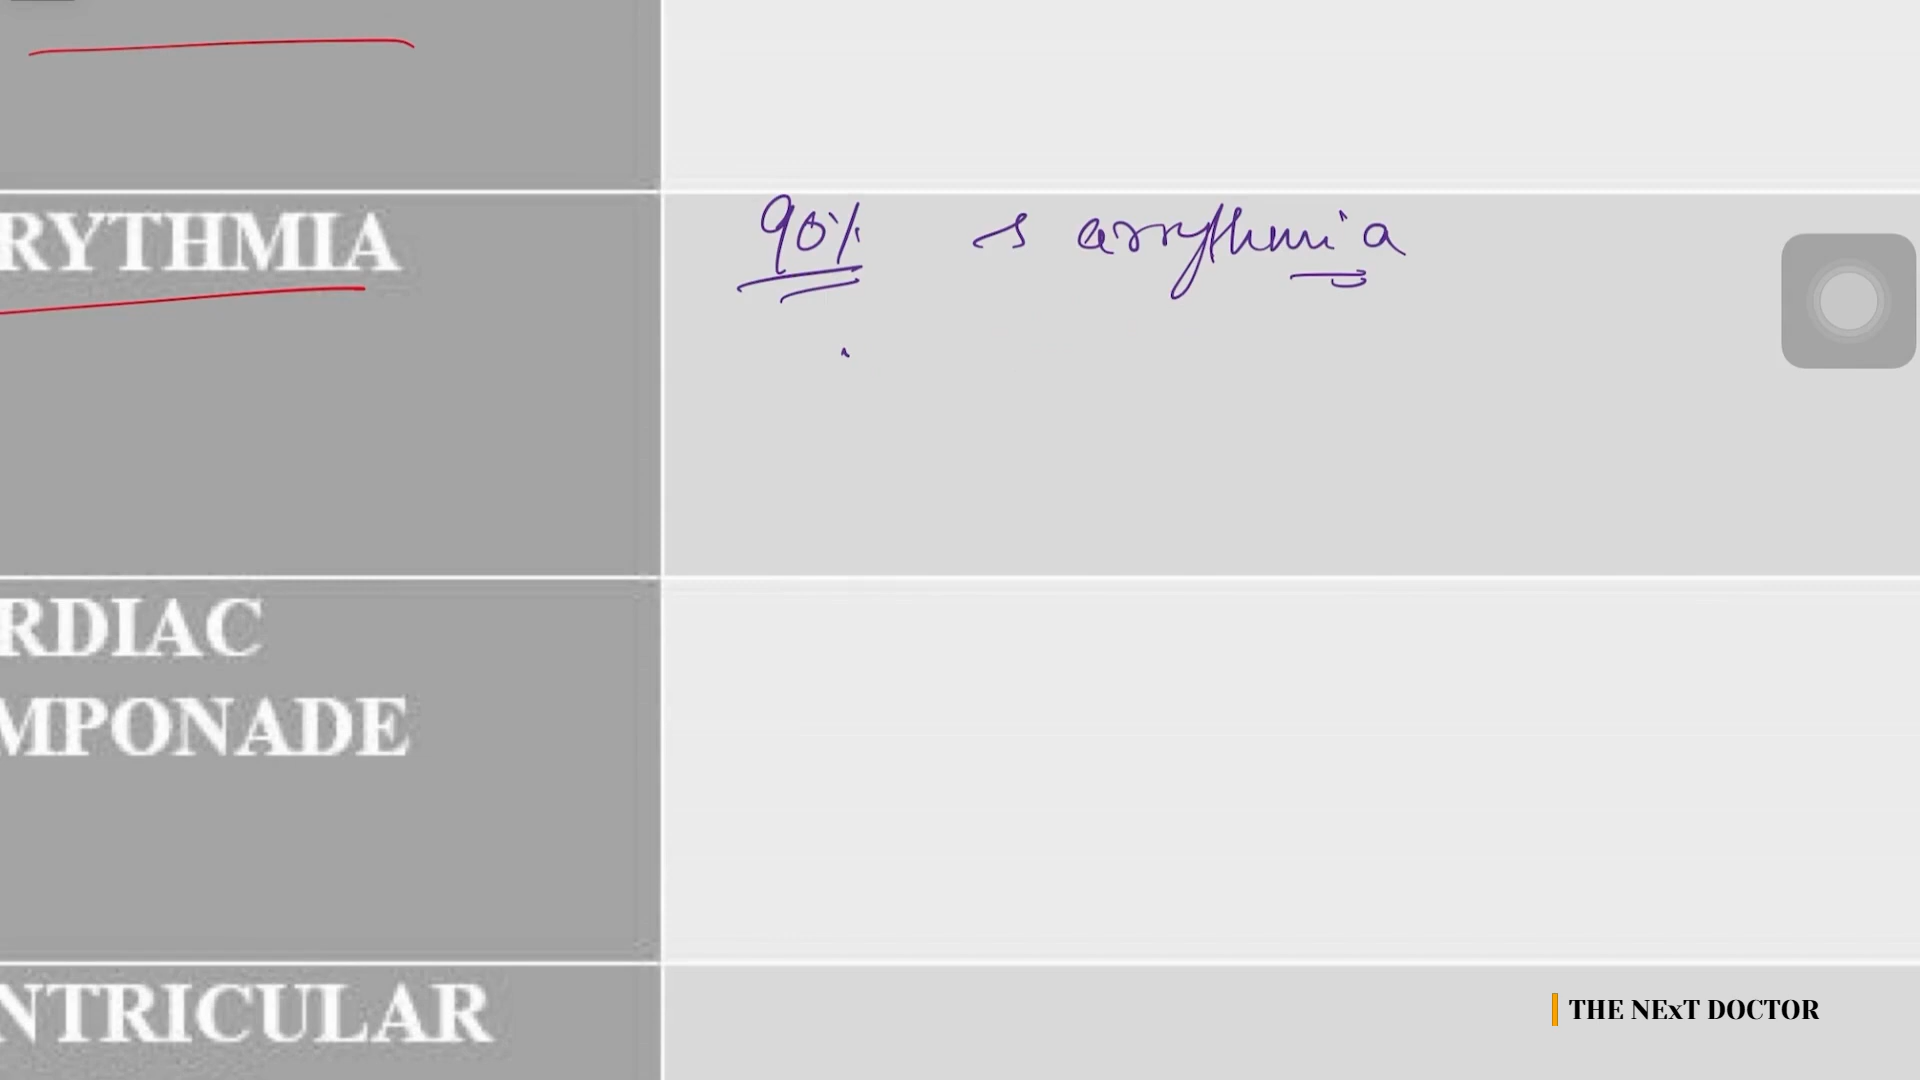 RYTHMIA
90% s arrythmia
RDIAC
MPONADE
NTRICULAR
THE NExT DOCTOR